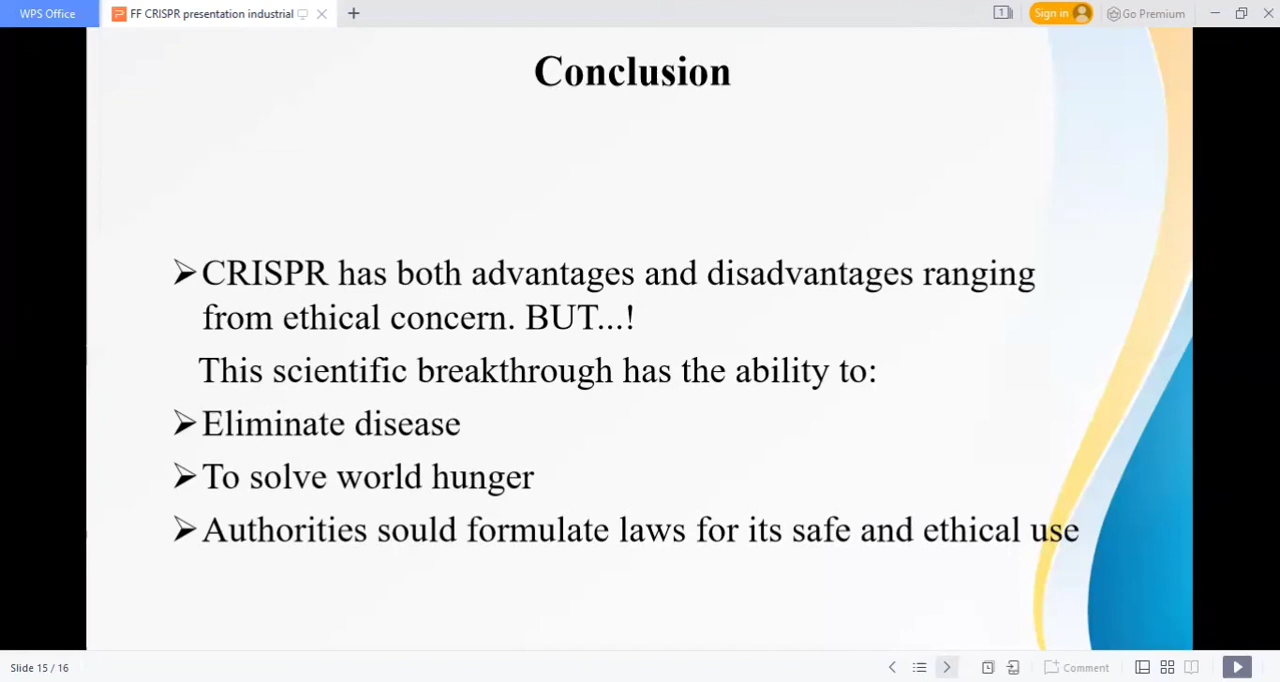 WPS Office
FF CRISPR presentation industrial
1
Sign in
Go Premium
Conclusion
➢CRISPR has both advantages and disadvantages ranging
from ethical concern. BUT...!
This scientific breakthrough has the ability to:
➢Eliminate disease
➢To solve world hunger
➢Authorities sould formulate laws for its safe and ethical use
Slide 15 / 16
Comment